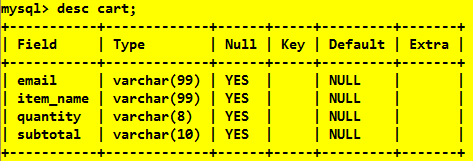 mysql> desc cart;
+-----------+-------------+------+-----+---------+-------+
| Field     | Type        | Null | Key | Default | Extra |
+-----------+-------------+------+-----+---------+-------+
| email     | varchar(99) | YES  |     | NULL    |       |
| item_name | varchar(99) | YES  |     | NULL    |       |
| quantity  | varchar(8)  | YES  |     | NULL    |       |
| subtotal  | varchar(10) | YES  |     | NULL    |       |
+-----------+-------------+------+-----+---------+-------+